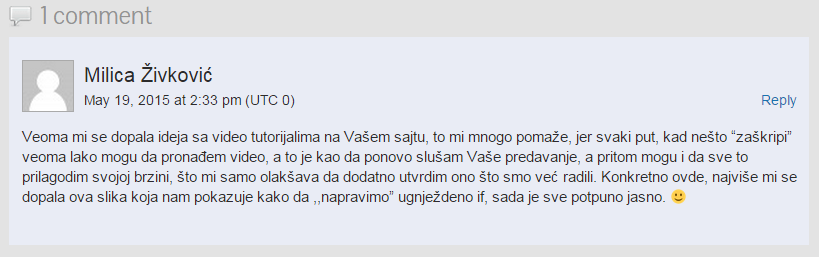 1 comment
Milica Živković
May 19, 2015 at 2:33 pm (UTC 0)
Reply
Veoma mi se dopala ideja sa video tutorijalima na Vašem sajtu, to mi mnogo pomaže, jer svaki put, kad nešto “zaškripi”
veoma lako mogu da pronađem video, a to je kao da ponovo slušam Vaše predavanje, a pritom mogu i da sve to
prilagodim svojoj brzini, što mi samo olakšava da dodatno utvrdim ono što smo već radili. Konkretno ovde, najviše mi se
dopala ova slika koja nam pokazuje kako da ,,napravimo” ugnježdeno if, sada je sve potpuno jasno. 🙂